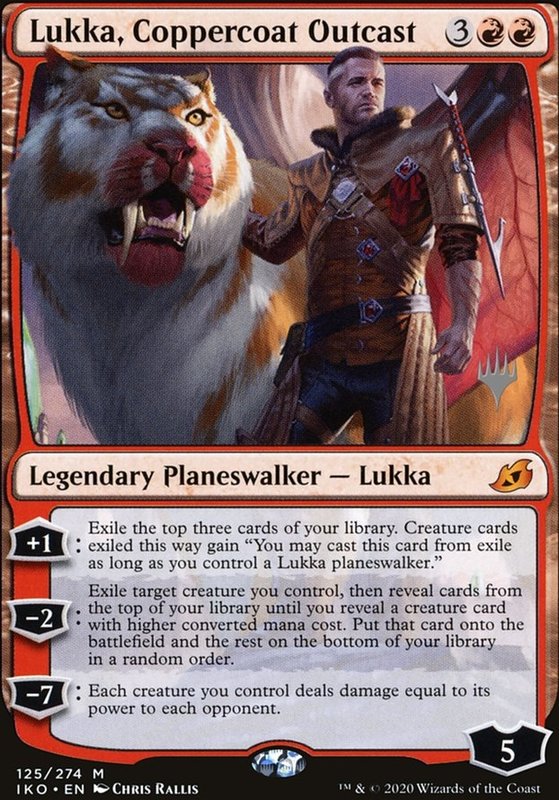 Lukka, Coppercoat Outcast 3
Legendary Planeswalker — Lukka
+1 : Exile the top three cards of your library. Creature cards
exiled this way gain “You may cast this card from exile
as long as you control a Lukka planeswalker.”
−2 : Exile target creature you control, then reveal cards from
the top of your library until you reveal a creature card
with higher converted mana cost. Put that card onto the
battlefield and the rest on the bottom of your library
in a random order.
−7 : Each creature you control deals damage equal to its
power to each opponent.
5
125/274 M
IKO • EN Chris Rallis
™ & © 2020 Wizards of the Coast